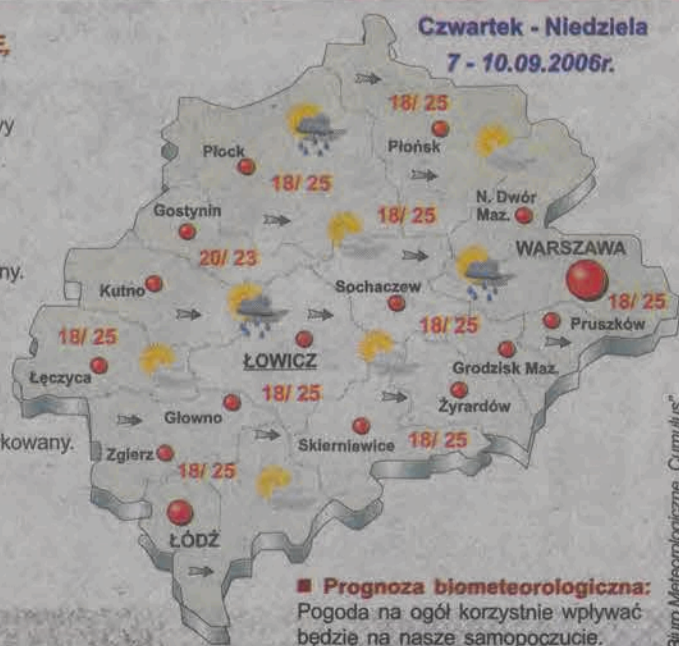 Czwartek - Niedziela
7 - 10.09.2006r.
18/ 25
Płock
Płońsk
18/ 25
N. Dwór
Maz.
Gostynin
18/ 25
WARSZAWA
20/ 23
Kutno
Sochaczew
18/ 25
18/ 25
Pruszków
18/ 25
ŁOWICZ
Grodzisk Maz.
Łęczyca
18/ 25
Żyrardów
Głowno
Skierniewice
18/ 25
Zgierz
18/ 25
ŁÓDŹ
ny.
kowany.
■ Prognoza biometeorologiczna:
Pogoda na ogół korzystnie wpływać
będzie na nasze samopoczucie.
Biuro Meteorologiczne „Cumulus"